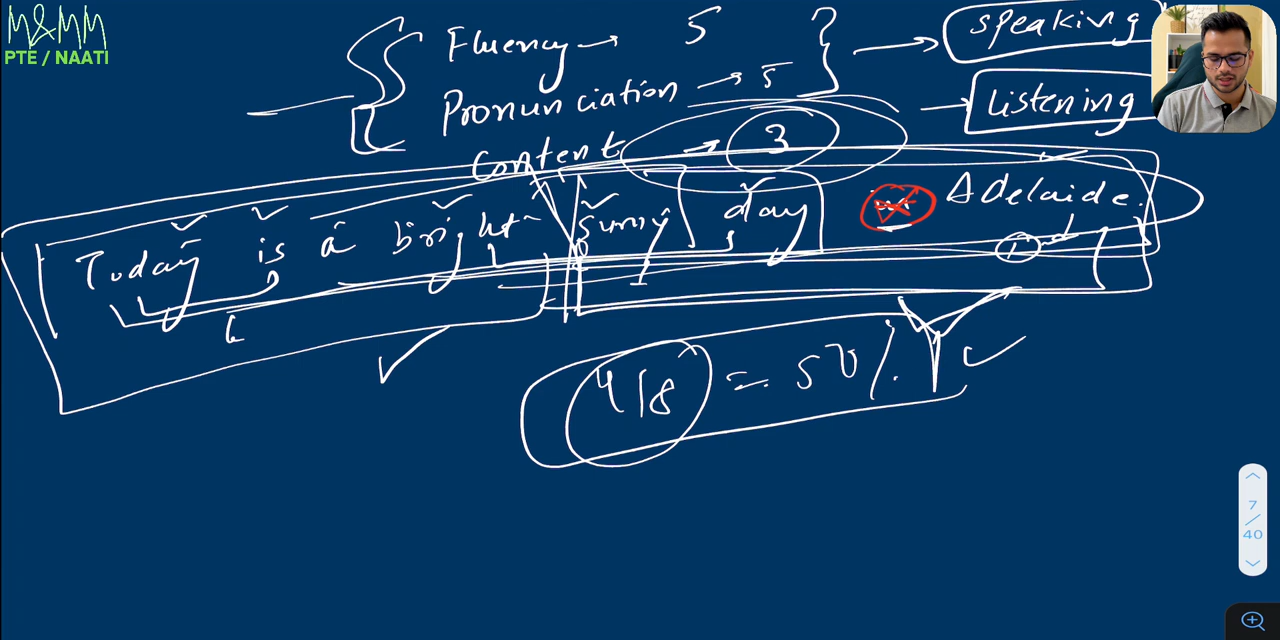 M&MM
PTE / NAATI
Fluency → 5 → speaking
Pronunciation → 5 → Listening
Content → 3
Today is a bright sunny day Adelaide.
4/8 = 50%
7
/
40